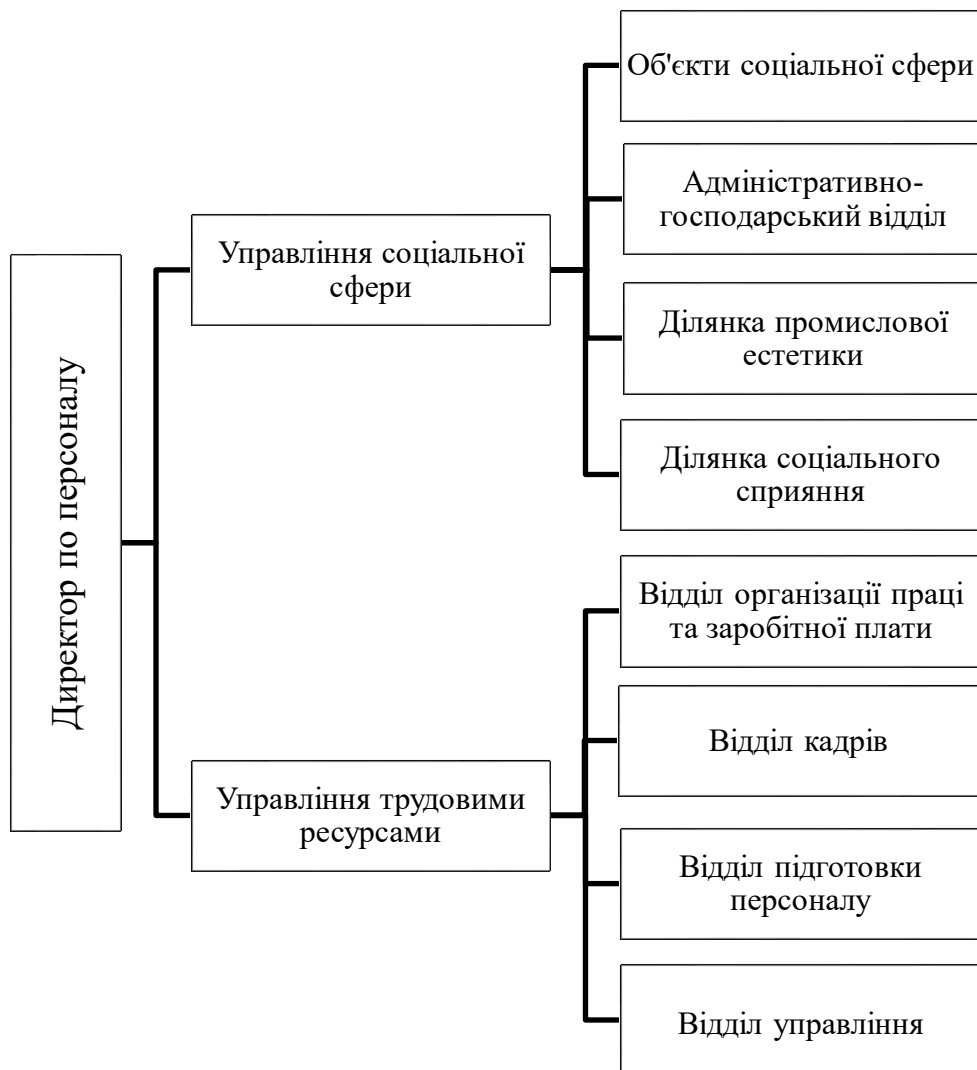 Директор по персоналу
Управління соціальної
сфери
Об'єкти соціальної сфери
Адміністративно-
господарський відділ
Ділянка промислової
естетики
Ділянка соціального
сприяння
Управління трудовими
ресурсами
Відділ організації праці
та заробітної плати
Відділ кадрів
Відділ підготовки
персоналу
Відділ управління